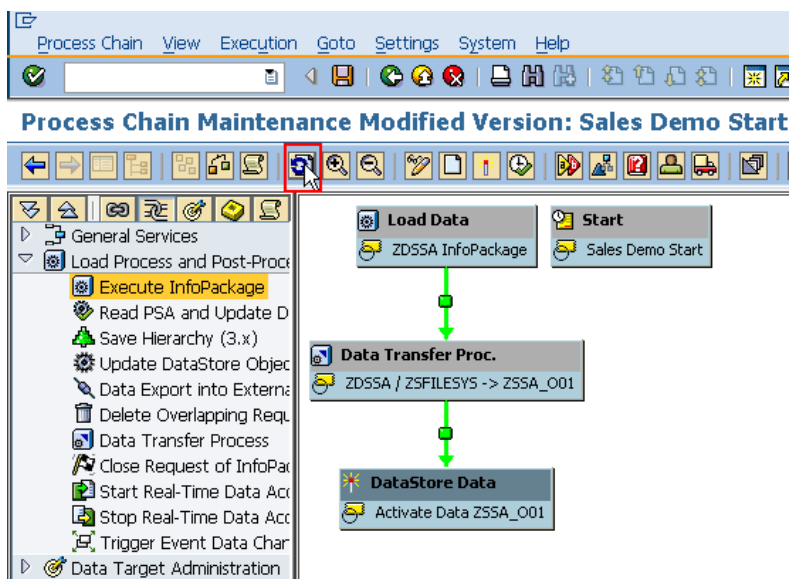 Process Chain View Execution Goto Settings System Help
Process Chain Maintenance Modified Version: Sales Demo Start
General Services
Load Process and Post-Proce
Execute InfoPackage
Read PSA and Update D
Save Hierarchy (3.x)
Update DataStore Objec
Data Export into Externa
Delete Overlapping Requ
Data Transfer Process
Close Request of InfoPac
Start Real-Time Data Acc
Stop Real-Time Data Acc
Trigger Event Data Chan
Data Target Administration
Load Data
ZDSSA InfoPackage
Start
Sales Demo Start
Data Transfer Proc.
ZDSSA / ZSFILESYS -> ZSSA_O01
DataStore Data
Activate Data ZSSA_O01